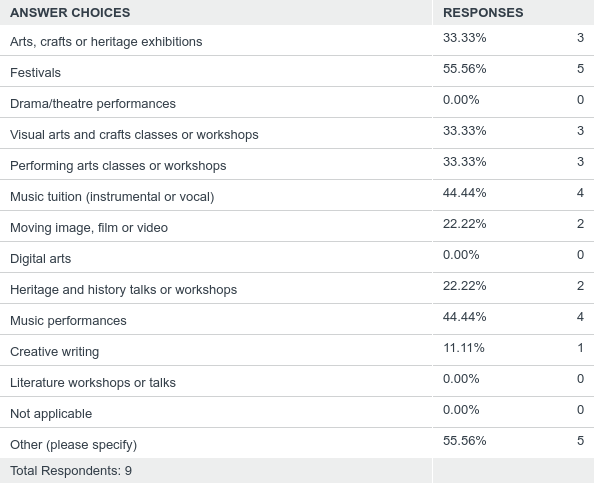 ANSWER CHOICES RESPONSES
Arts, crafts or heritage exhibitions 33.33% 3
Festivals 55.56% 5
Drama/theatre performances 0.00% 0
Visual arts and crafts classes or workshops 33.33% 3
Performing arts classes or workshops 33.33% 3
Music tuition (instrumental or vocal) 44.44% 4
Moving image, film or video 22.22% 2
Digital arts 0.00% 0
Heritage and history talks or workshops 22.22% 2
Music performances 44.44% 4
Creative writing 11.11% 1
Literature workshops or talks 0.00% 0
Not applicable 0.00% 0
Other (please specify) 55.56% 5
Total Respondents: 9